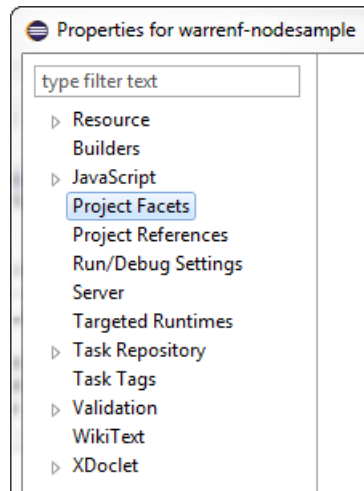 Properties for warrenf-nodesample
type filter text
Resource
Builders
JavaScript
Project Facets
Project References
Run/Debug Settings
Server
Targeted Runtimes
Task Repository
Task Tags
Validation
WikiText
XDoclet